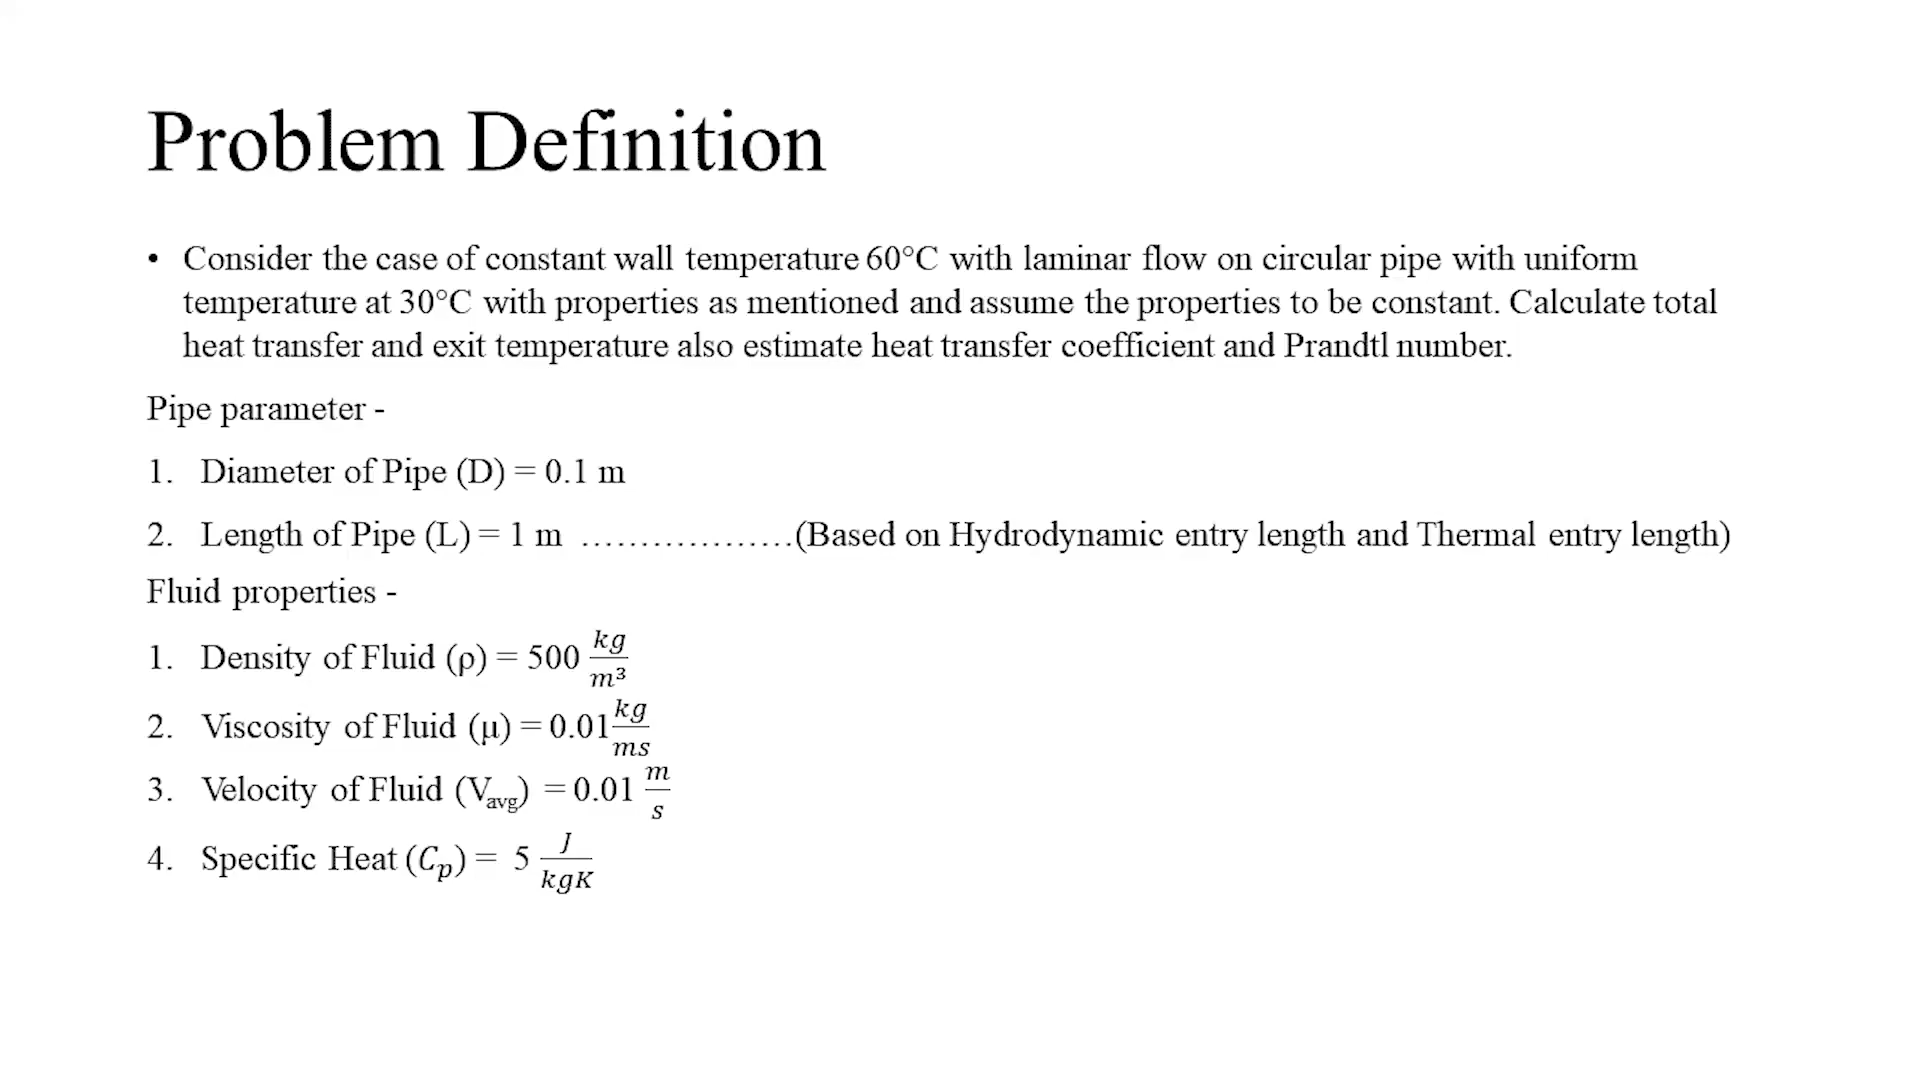 Problem Definition
• Consider the case of constant wall temperature 60°C with laminar flow on circular pipe with uniform
temperature at 30°C with properties as mentioned and assume the properties to be constant. Calculate total
heat transfer and exit temperature also estimate heat transfer coefficient and Prandtl number.
Pipe parameter -
1. Diameter of Pipe (D) = 0.1 m
2. Length of Pipe (L) = 1 m ………………(Based on Hydrodynamic entry length and Thermal entry length)
Fluid properties -
1. Density of Fluid (ρ) = 500 kg/m³
2. Viscosity of Fluid (μ) = 0.01 kg/ms
3. Velocity of Fluid (Vavg) = 0.01 m/s
4. Specific Heat (Cp) = 5 J/kgK